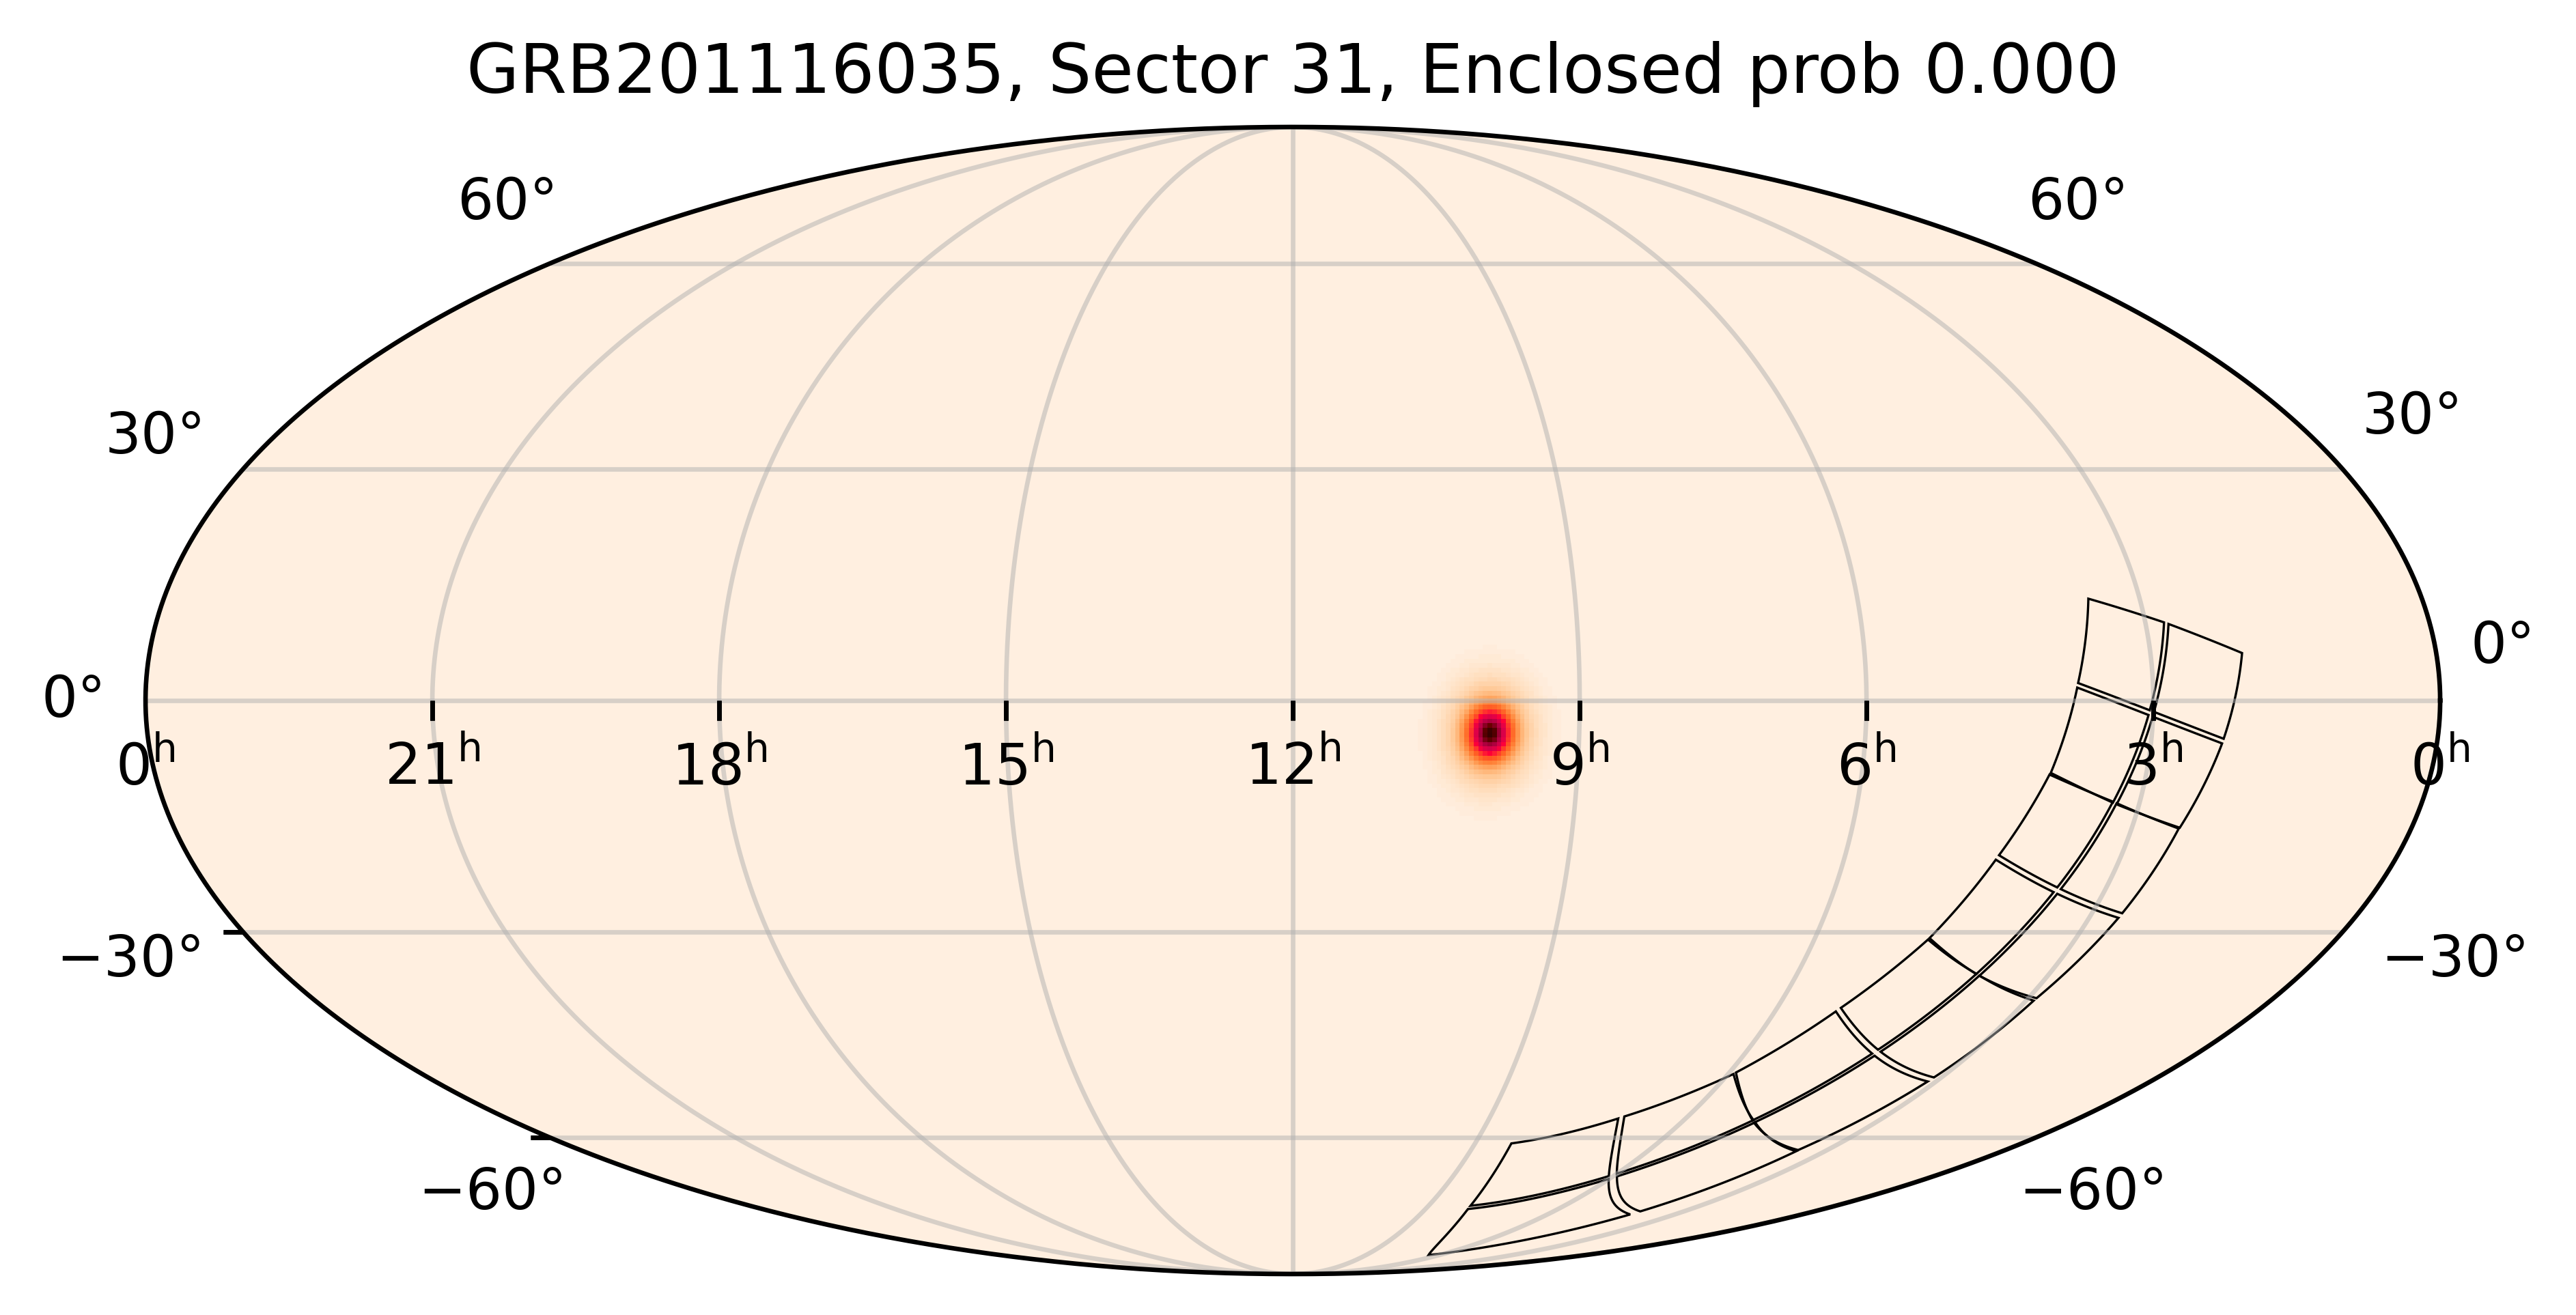 GRB201116035, Sector 31, Enclosed prob 0.000
60° 60°
30° 30°
0° 0°
0ʰ 21ʰ 18ʰ 15ʰ 12ʰ 9ʰ 6ʰ 3ʰ 0ʰ
−30° −30°
−60° −60°